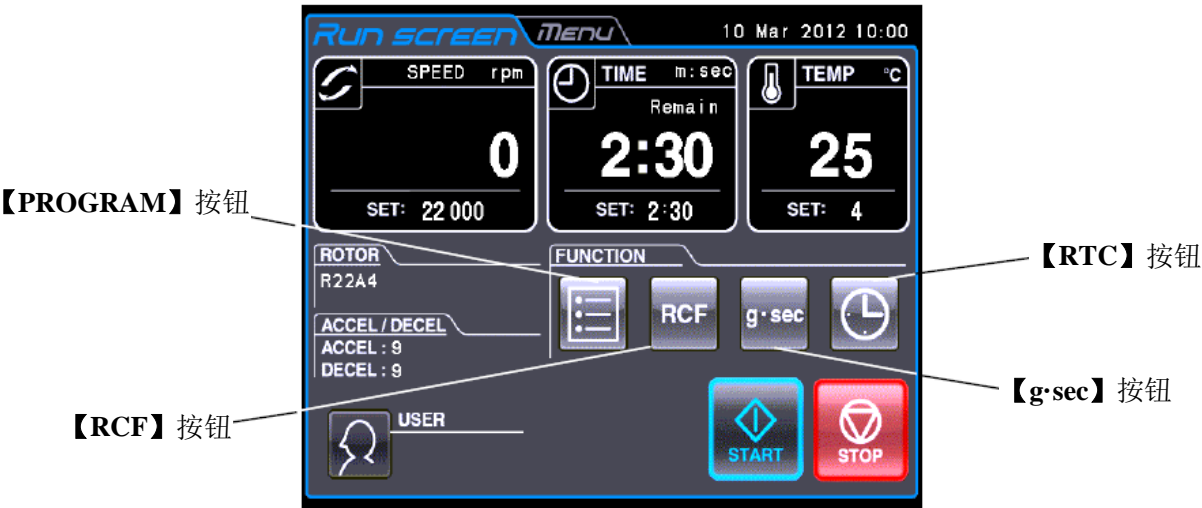 Run screen Menu 10 Mar 2012 10:00
SPEED rpm
0
SET: 22 000
TIME m:sec
Remain
2:30
SET: 2:30
TEMP °C
25
SET: 4
【PROGRAM】按钮
ROTOR
R22A4
FUNCTION
【RTC】按钮
RCF
g·sec
ACCEL / DECEL
ACCEL : 9
DECEL : 9
【g·sec】按钮
【RCF】按钮
USER
START
STOP